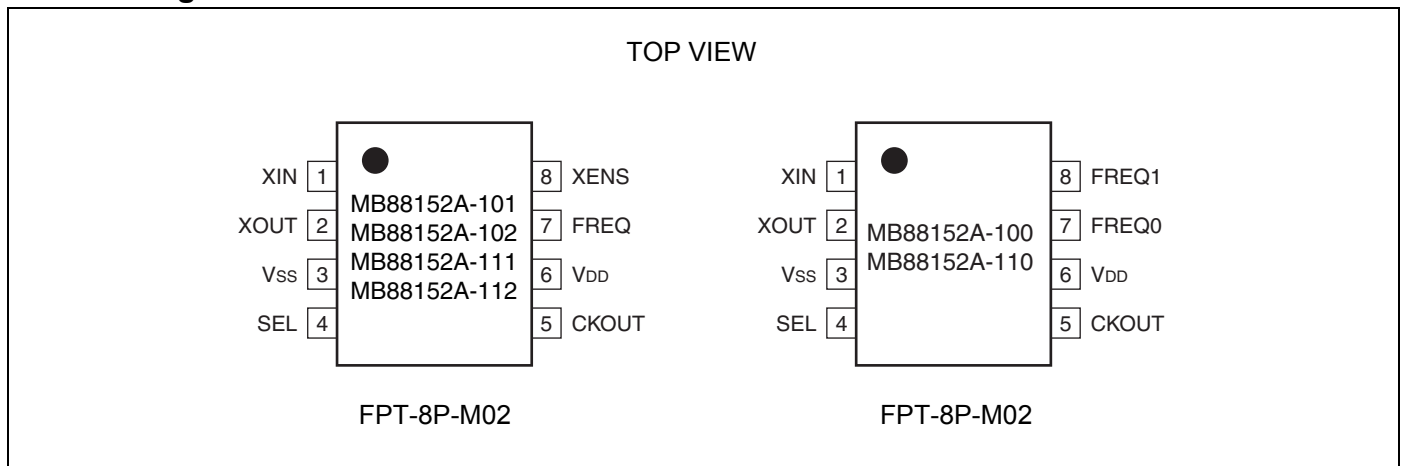 TOP VIEW
XIN 1
XOUT 2
VSS 3
SEL 4
MB88152A-101
MB88152A-102
MB88152A-111
MB88152A-112
8 XENS
7 FREQ
6 VDD
5 CKOUT
FPT-8P-M02
XIN 1
XOUT 2
VSS 3
SEL 4
MB88152A-100
MB88152A-110
8 FREQ1
7 FREQ0
6 VDD
5 CKOUT
FPT-8P-M02